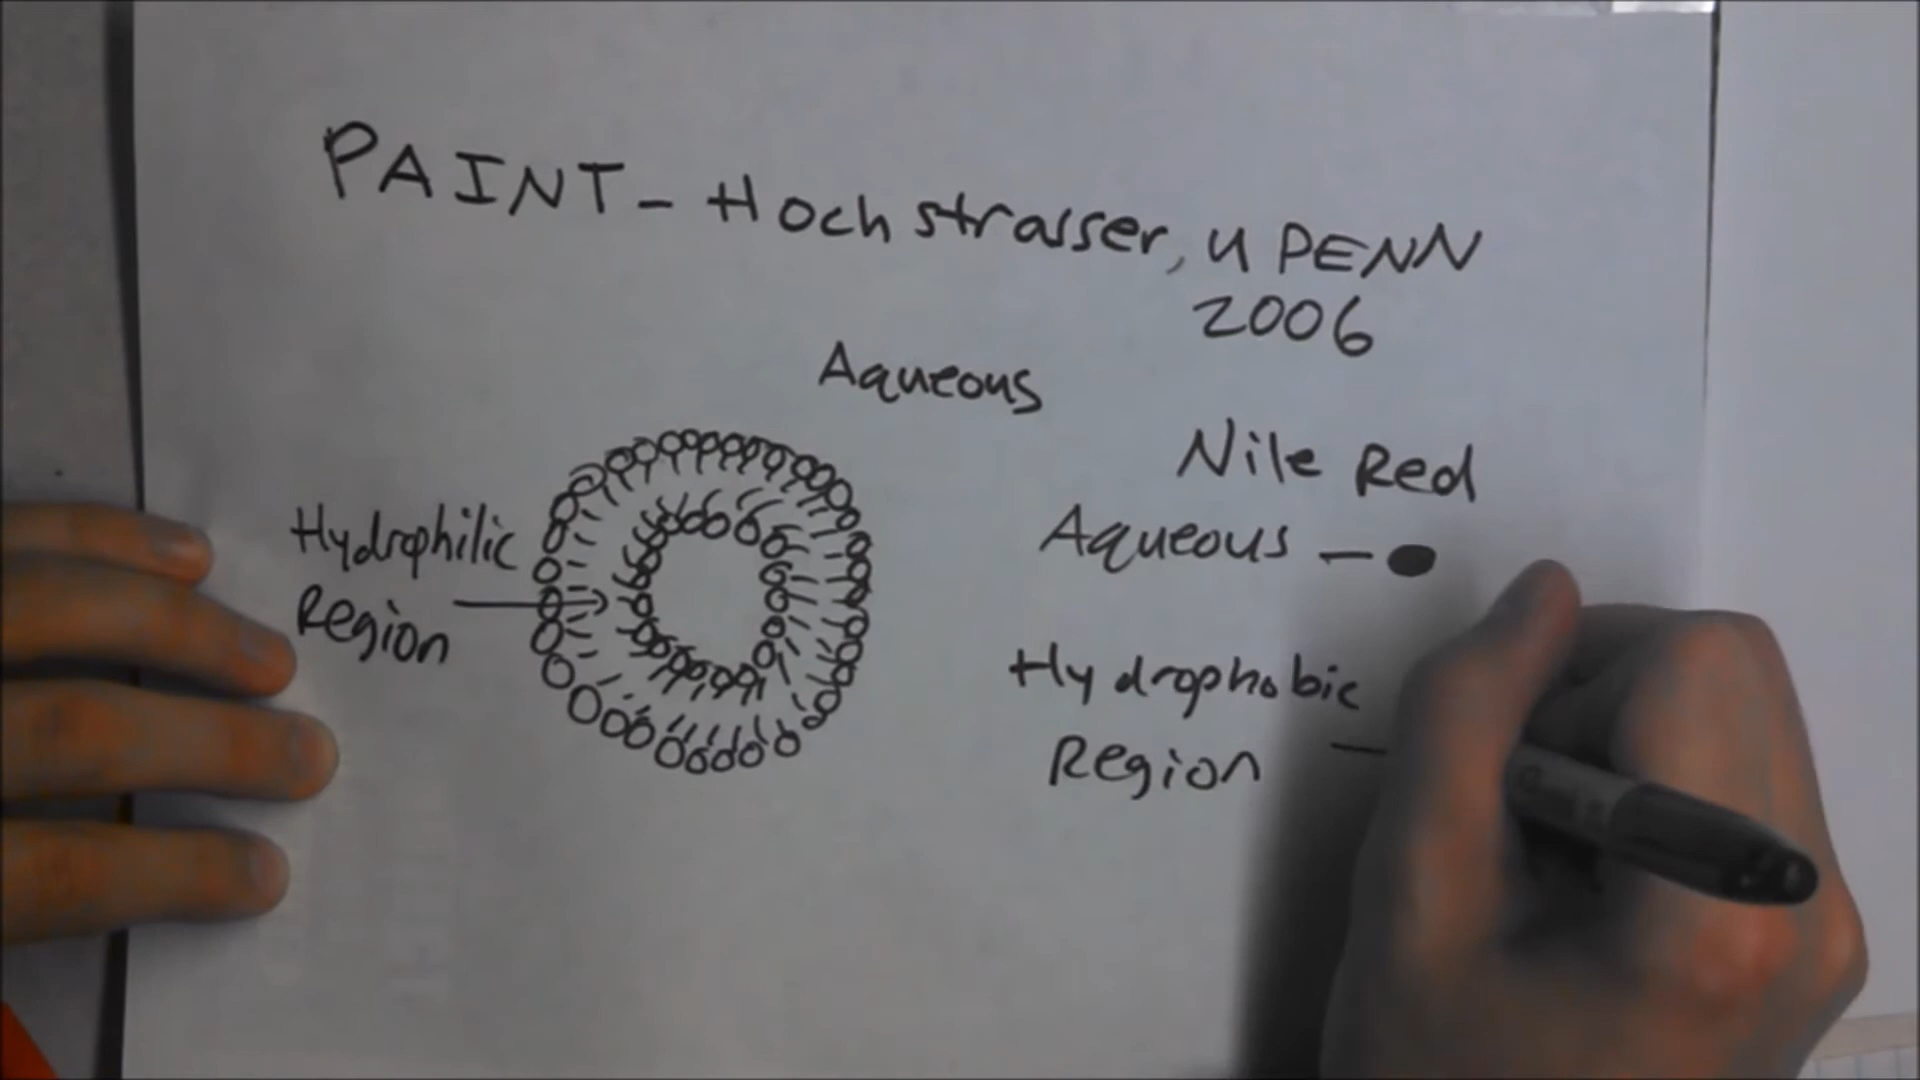 PAINT - Hochstrasser, U PENN
2006
Aqueous
Nile Red
Aqueous -
Hydrophilic
Region
Hydrophobic
Region -